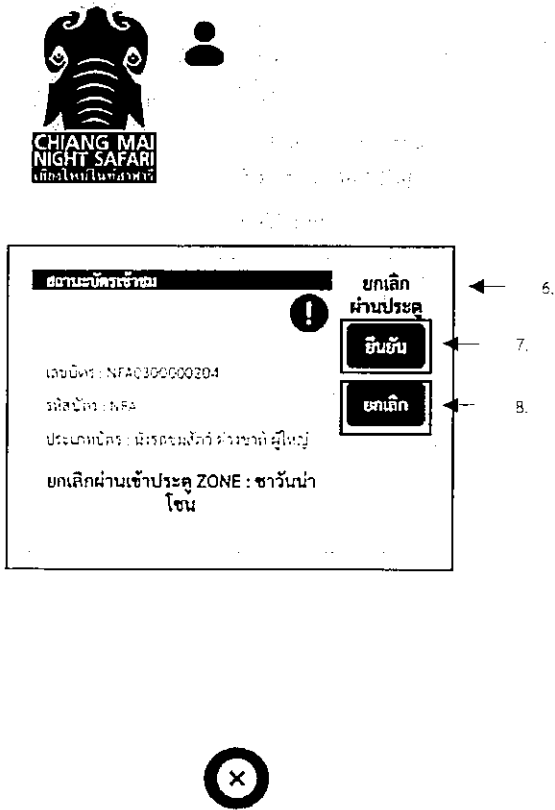 CHIANG MAI
NIGHT SAFARI
เชียงใหม่ไนท์ซาฟารี
สถานะบัตรเข้าชม
ยกเลิก
ผ่านประตู
6.
ยืนยัน
7.
เลขบัตร : NFA0300000204
รหัสบัตร : NFA
ยกเลิก
8.
ประเภทบัตร : นั่งรถชมสัตว์ ต่างชาติ ผู้ใหญ่
ยกเลิกผ่านเข้าประตู ZONE : ซาวันน่า
โซน